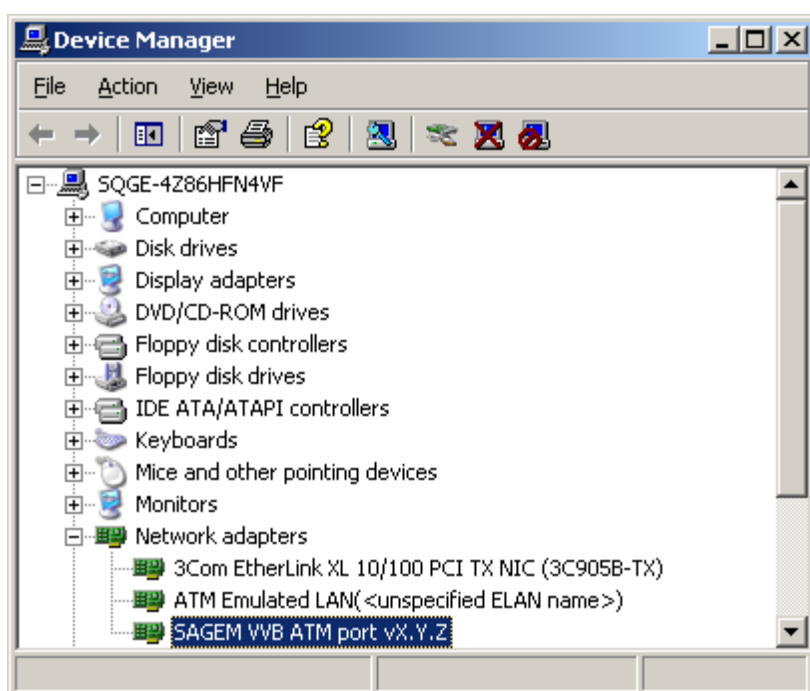 Device Manager
File Action View Help
SQGE-4Z86HFN4VF
Computer
Disk drives
Display adapters
DVD/CD-ROM drives
Floppy disk controllers
Floppy disk drives
IDE ATA/ATAPI controllers
Keyboards
Mice and other pointing devices
Monitors
Network adapters
3Com EtherLink XL 10/100 PCI TX NIC (3C905B-TX)
ATM Emulated LAN(<unspecified ELAN name>)
SAGEM VVB ATM port vX.Y.Z